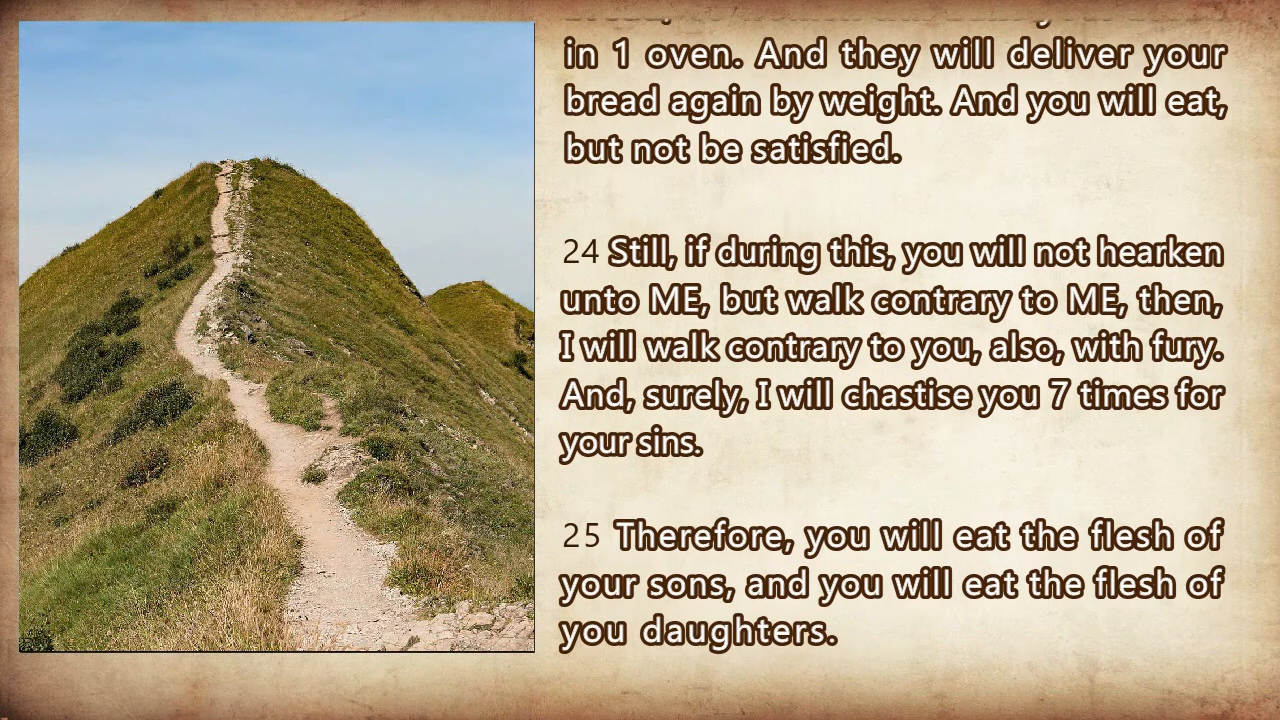 in 1 oven. And they will deliver your
bread again by weight. And you will eat,
but not be satisfied.
24 Still, if during this, you will not hearken
unto ME, but walk contrary to ME, then,
I will walk contrary to you, also, with fury.
And, surely, I will chastise you 7 times for
your sins.
25 Therefore, you will eat the flesh of
your sons, and you will eat the flesh of
you daughters.